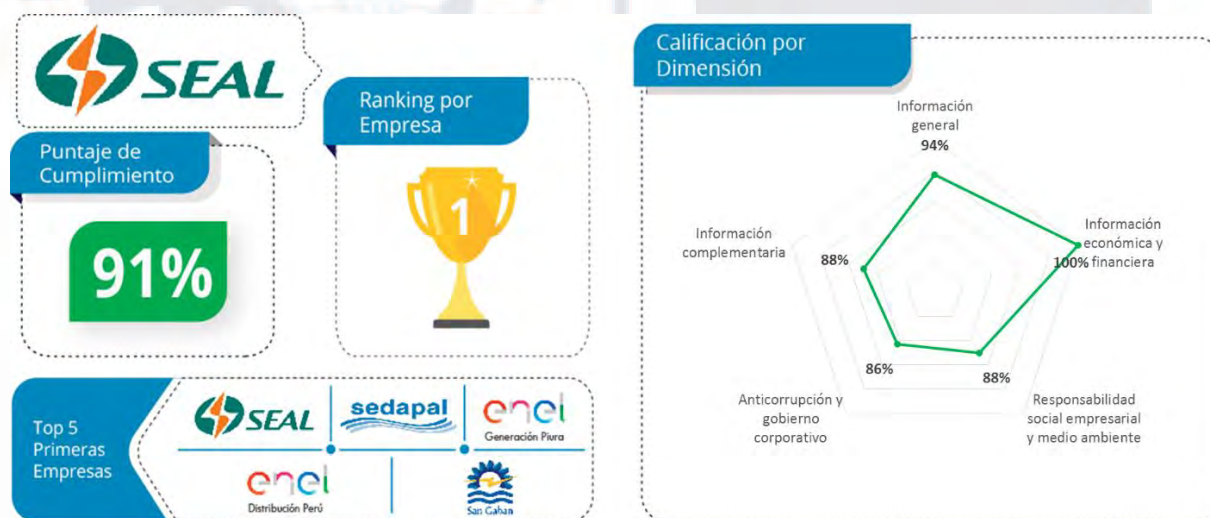 SEAL
Puntaje de
Cumplimiento
91%
Ranking por
Empresa
1
Top 5
Primeras
Empresas
SEAL
sedapal
enel
Generación Piura
enel
Distribución Perú
San Gaban
Calificación por
Dimensión
Información
general
94%
Información
económica y
financiera
100%
Responsabilidad
social empresarial
y medio ambiente
88%
Anticorrupción y
gobierno
corporativo
86%
Información
complementaria
88%